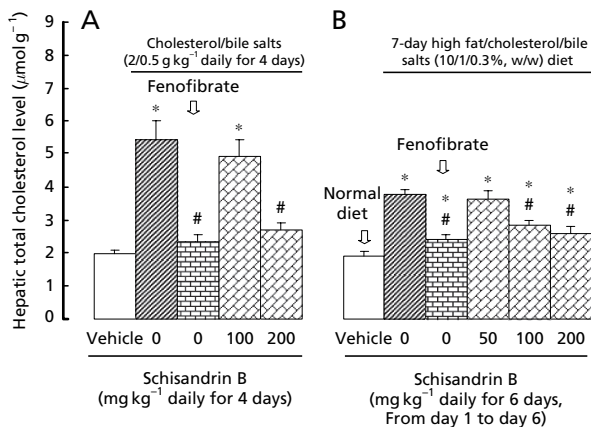 A
Cholesterol/bile salts
(2/0.5 g kg⁻¹ daily for 4 days)
Fenofibrate
*
*
#
#
B
7-day high fat/cholesterol/bile
salts (10/1/0.3%, w/w) diet
Fenofibrate
Normal
diet
*
*
#
*
*
#
*
#
Hepatic total cholesterol level (μmol g⁻¹)
9
8
7
6
5
4
3
2
1
0
Vehicle 0 0 100 200
Schisandrin B
(mg kg⁻¹ daily for 4 days)
Vehicle 0 0 50 100 200
Schisandrin B
(mg kg⁻¹ daily for 6 days,
From day 1 to day 6)